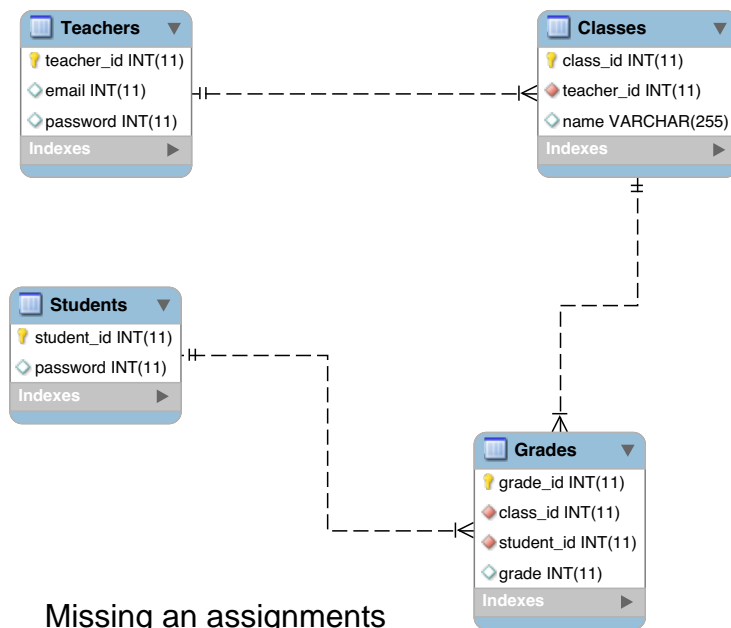 Teachers
teacher_id INT(11)
email INT(11)
password INT(11)
Indexes
Classes
class_id INT(11)
teacher_id INT(11)
name VARCHAR(255)
Indexes
Students
student_id INT(11)
password INT(11)
Indexes
Grades
grade_id INT(11)
class_id INT(11)
student_id INT(11)
grade INT(11)
Indexes
Missing an assignments